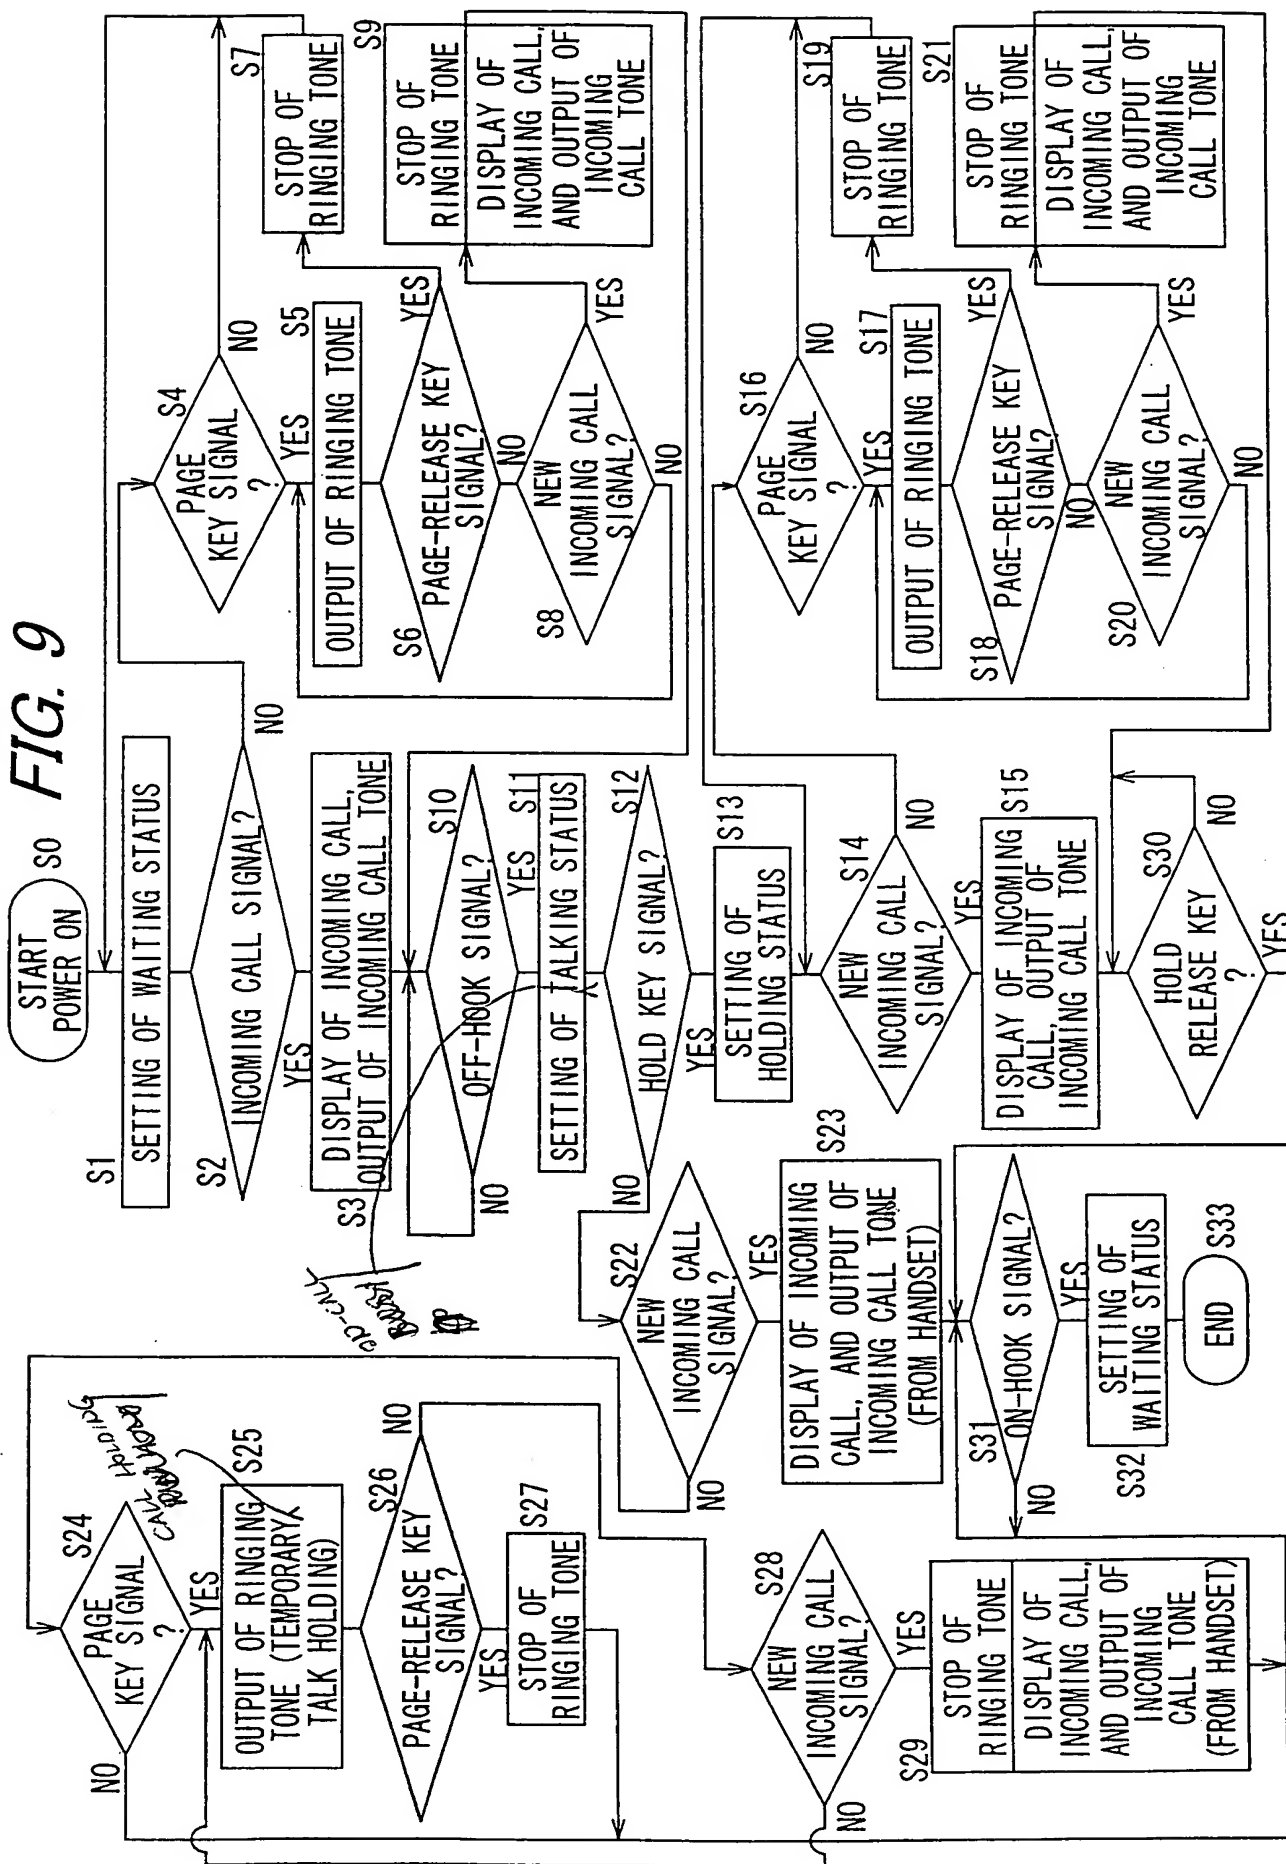 FIG. 9
START
POWER ON
S0
S1
SETTING OF WAITING STATUS
S2
INCOMING CALL SIGNAL?
NO
YES
S3
DISPLAY OF INCOMING CALL,
OUTPUT OF INCOMING CALL TONE
S4
PAGE
KEY SIGNAL
?
NO
YES
S5
OUTPUT OF RINGING TONE
S6
PAGE-RELEASE KEY
SIGNAL?
YES
NO
S7
STOP OF
RINGING TONE
S8
NEW
INCOMING CALL
SIGNAL?
YES
NO
S9
STOP OF
RINGING TONE
DISPLAY OF
INCOMING CALL,
AND OUTPUT OF
INCOMING
CALL TONE
S10
OFF-HOOK SIGNAL?
NO
YES
S11
SETTING OF TALKING STATUS
S12
HOLD KEY SIGNAL?
NO
YES
S13
SETTING OF
HOLDING STATUS
S14
NEW
INCOMING CALL
SIGNAL?
NO
YES
S15
DISPLAY OF INCOMING
CALL, OUTPUT OF
INCOMING CALL TONE
S16
PAGE
KEY SIGNAL
?
NO
YES
S17
OUTPUT OF RINGING TONE
S18
PAGE-RELEASE KEY
SIGNAL?
YES
NO
S19
STOP OF
RINGING TONE
S20
NEW
INCOMING CALL
SIGNAL?
YES
NO
S21
STOP OF
RINGING TONE
DISPLAY OF
INCOMING CALL,
AND OUTPUT OF
INCOMING
CALL TONE
S30
HOLD
RELEASE KEY
?
NO
YES
S22
NEW
INCOMING CALL
SIGNAL?
NO
YES
S23
DISPLAY OF INCOMING
CALL, AND OUTPUT OF
INCOMING CALL TONE
(FROM HANDSET)
S31
ON-HOOK SIGNAL?
NO
YES
S32
SETTING OF
WAITING STATUS
END
S33
S24
PAGE
KEY SIGNAL
?
NO
YES
CALL HOLDING
S25
OUTPUT OF RINGING
TONE (TEMPORARY
TALK HOLDING)
S26
PAGE-RELEASE KEY
SIGNAL?
NO
YES
S27
STOP OF
RINGING TONE
S28
NEW
INCOMING CALL
SIGNAL?
NO
YES
S29
STOP OF
RINGING TONE
DISPLAY OF
INCOMING CALL,
AND OUTPUT OF
INCOMING
CALL TONE
(FROM HANDSET)